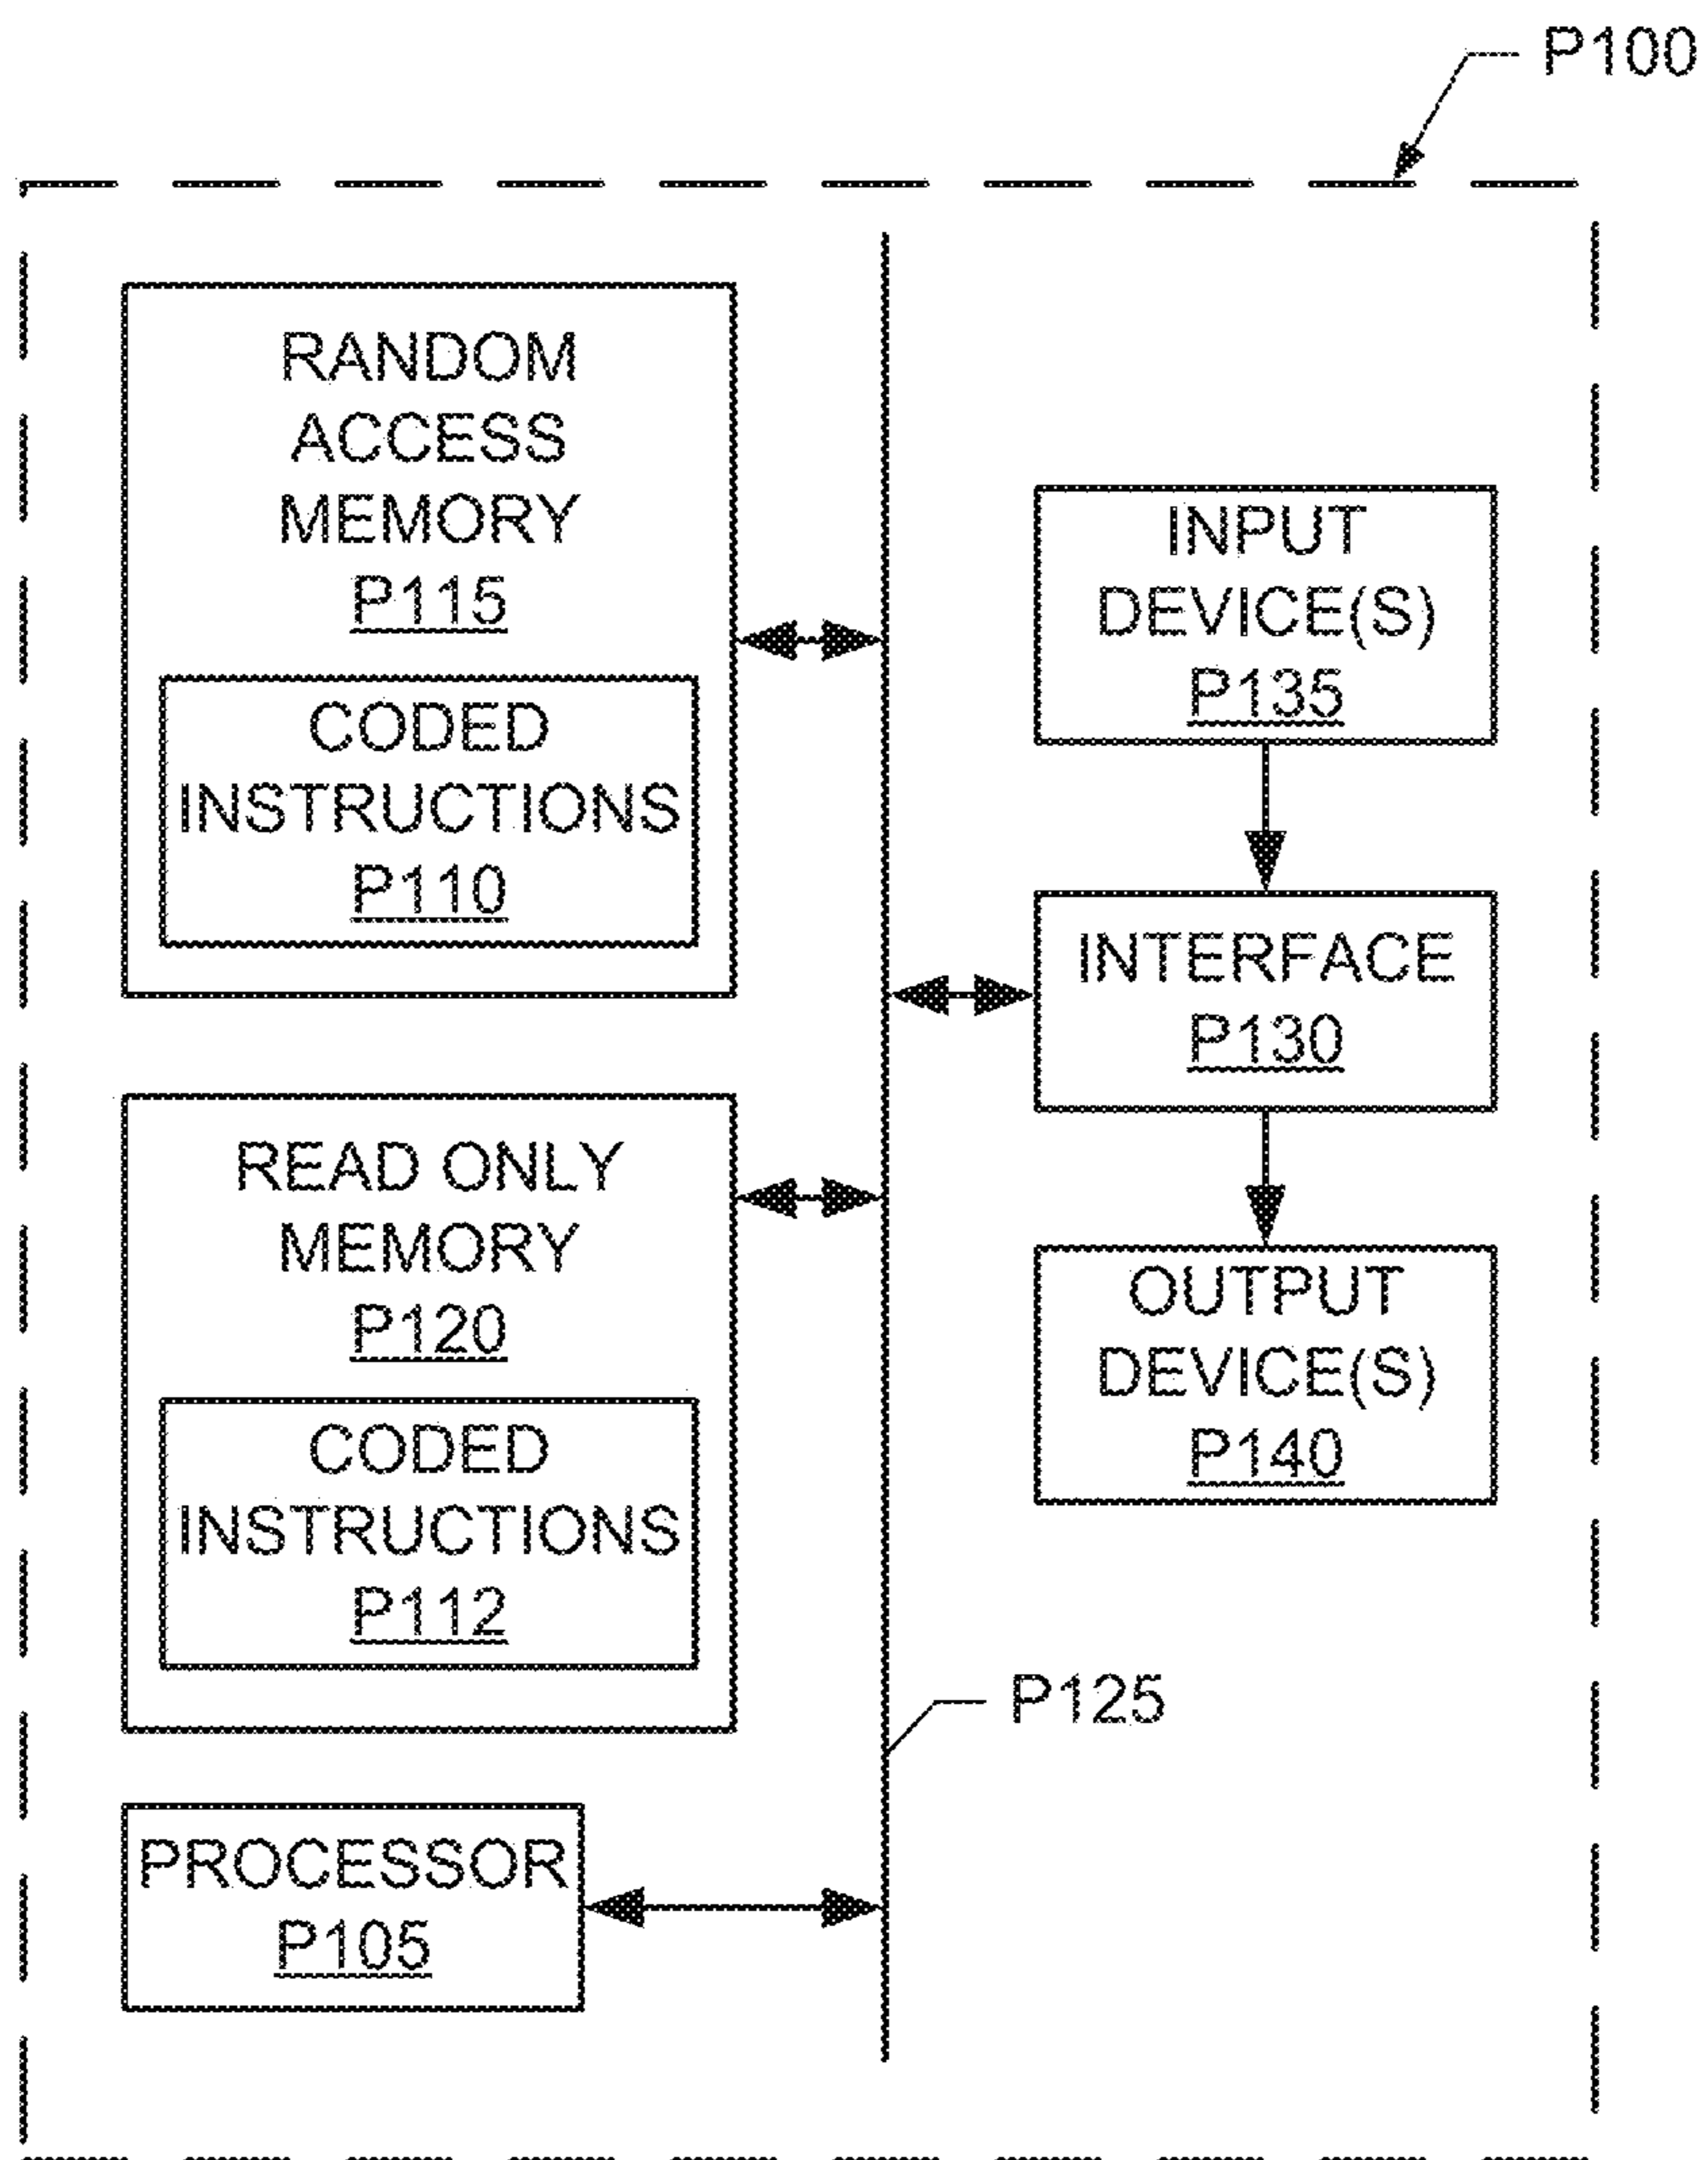 P100
RANDOM
ACCESS
MEMORY
P115
CODED
INSTRUCTIONS
P110
READ ONLY
MEMORY
P120
CODED
INSTRUCTIONS
P112
PROCESSOR
P105
INPUT
DEVICE(S)
P135
INTERFACE
P130
OUTPUT
DEVICE(S)
P140
P125